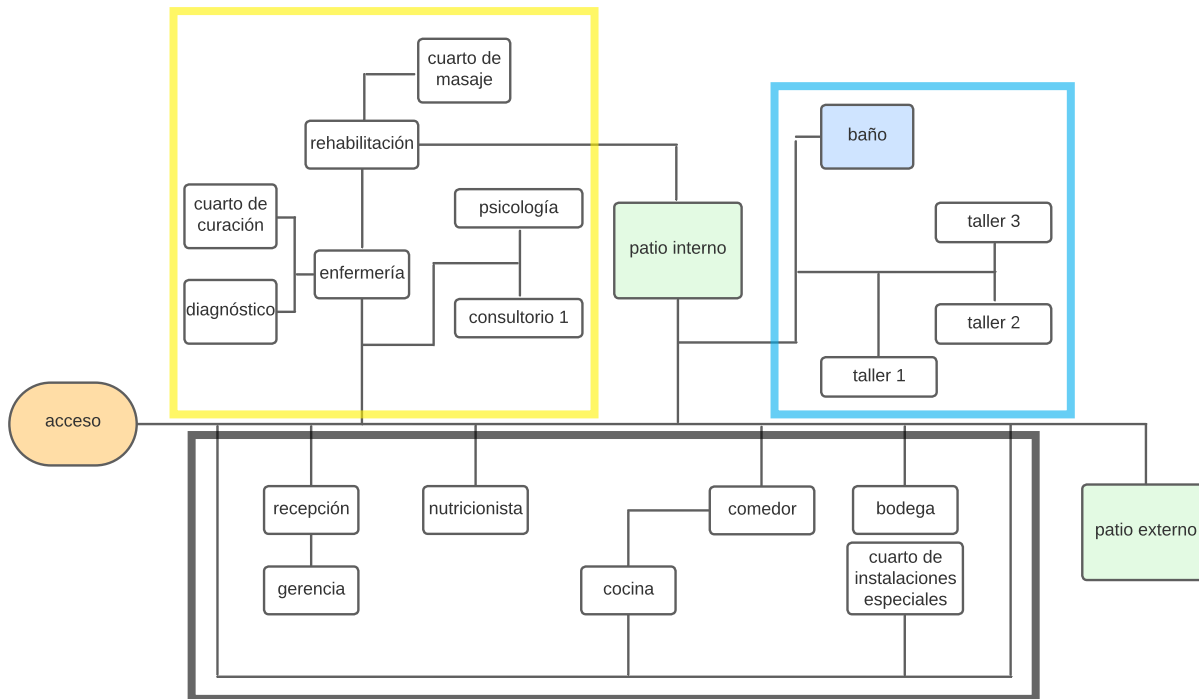 cuarto de
masaje
rehabilitación
baño
cuarto de
curación
psicología
patio interno
taller 3
enfermería
diagnóstico
consultorio 1
taller 2
taller 1
acceso
recepción
nutricionista
comedor
bodega
patio externo
gerencia
cocina
cuarto de
instalaciones
especiales